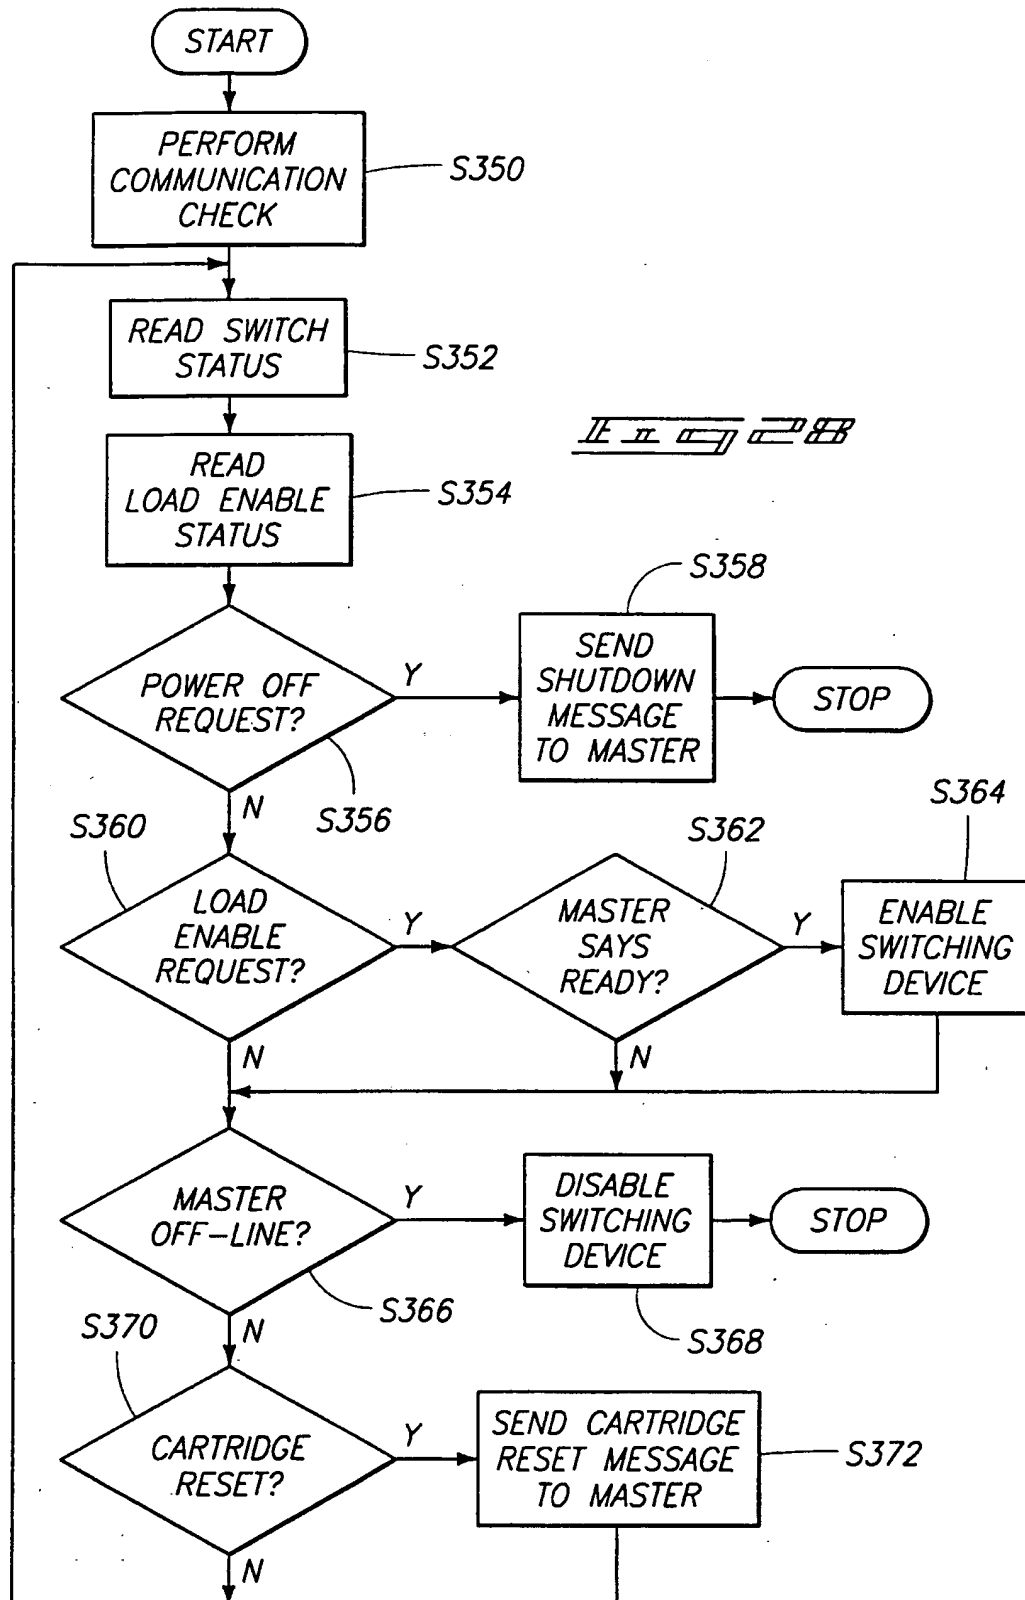 START
PERFORM
COMMUNICATION
CHECK
S350
READ SWITCH
STATUS
S352
Fig 28
READ
LOAD ENABLE
STATUS
S354
S358
POWER OFF
REQUEST?
Y
SEND
SHUTDOWN
MESSAGE
TO MASTER
STOP
N
S356
S360
S362
S364
LOAD
ENABLE
REQUEST?
Y
MASTER
SAYS
READY?
Y
ENABLE
SWITCHING
DEVICE
N
N
MASTER
OFF-LINE?
Y
DISABLE
SWITCHING
DEVICE
STOP
S366
S368
N
S370
CARTRIDGE
RESET?
Y
SEND CARTRIDGE
RESET MESSAGE
TO MASTER
S372
N